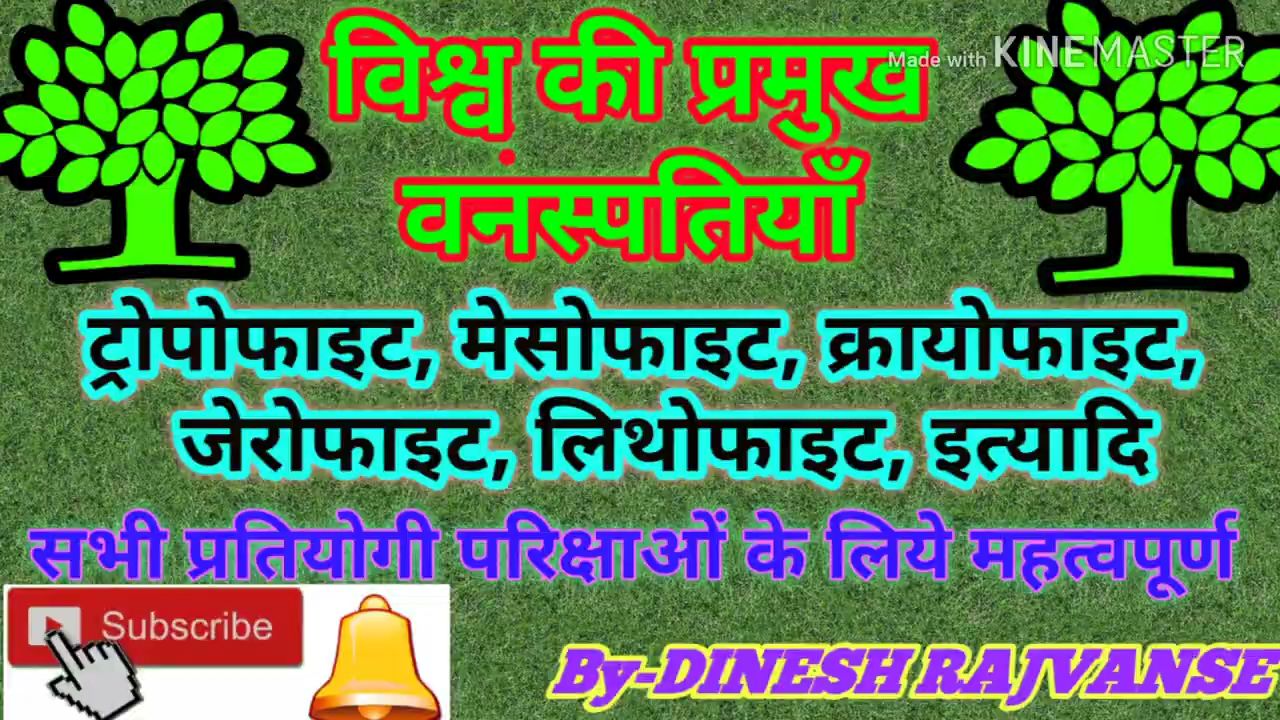 विश्व की प्रमुख
Made with KINEMASTER
वनस्पतियाँ
ट्रोपोफाइट, मेसोफाइट, क्रायोफाइट,
जेरोफाइट, लिथोफाइट, इत्यादि
सभी प्रतियोगी परिक्षाओं के लिये महत्वपूर्ण
Subscribe
By-DINESH RAJVANSE